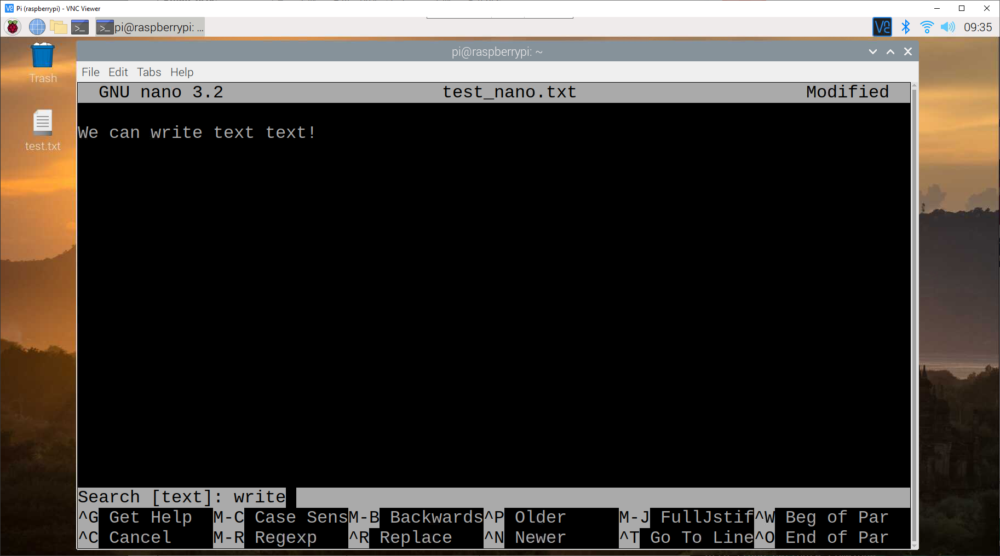 Pi (raspberrypi) - VNC Viewer
pi@raspberrypi: ...
09:35
Trash
test.txt
pi@raspberrypi: ~
File Edit Tabs Help
GNU nano 3.2 test_nano.txt Modified
We can write text text!
Search [text]: write
^G Get Help M-C Case Sens M-B Backwards ^P Older M-J FullJstif ^W Beg of Par
^C Cancel M-R Regexp ^R Replace ^N Newer ^T Go To Line ^O End of Par